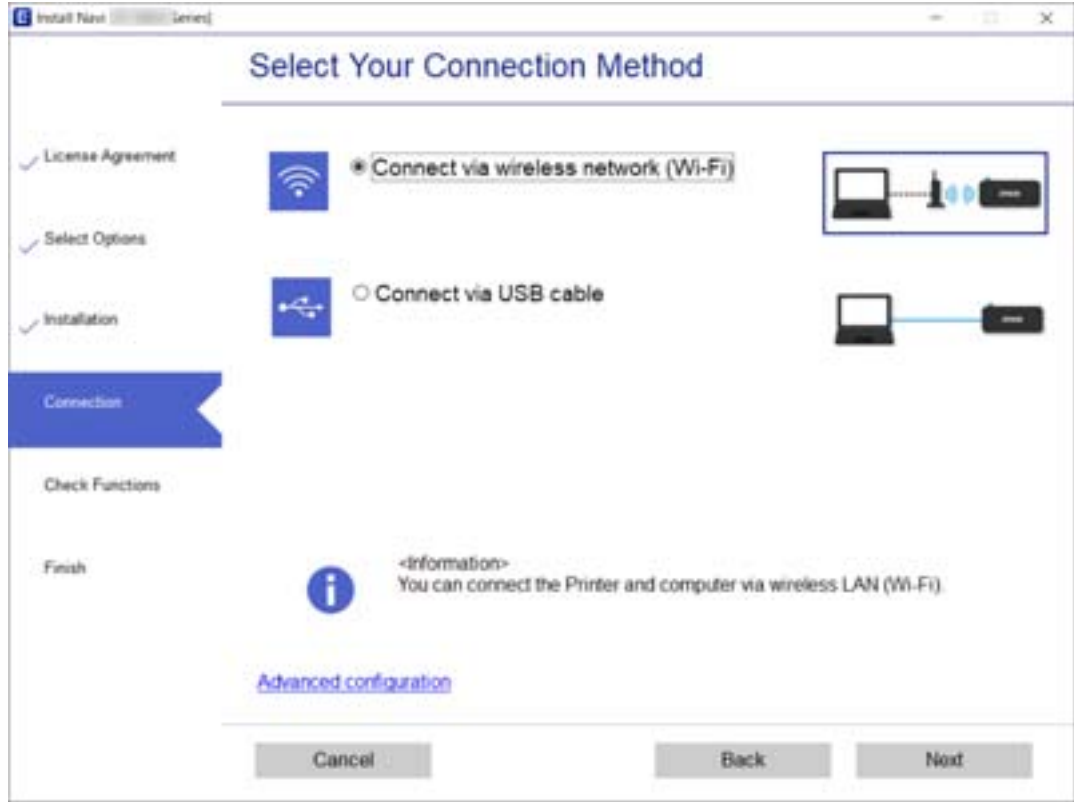 Install Navi Series]
Select Your Connection Method
License Agreement
Select Options
Installation
Connection
Check Functions
Finish
Connect via wireless network (Wi-Fi)
Connect via USB cable
<Information>
You can connect the Printer and computer via wireless LAN (Wi-Fi).
Advanced configuration
Cancel
Back
Next